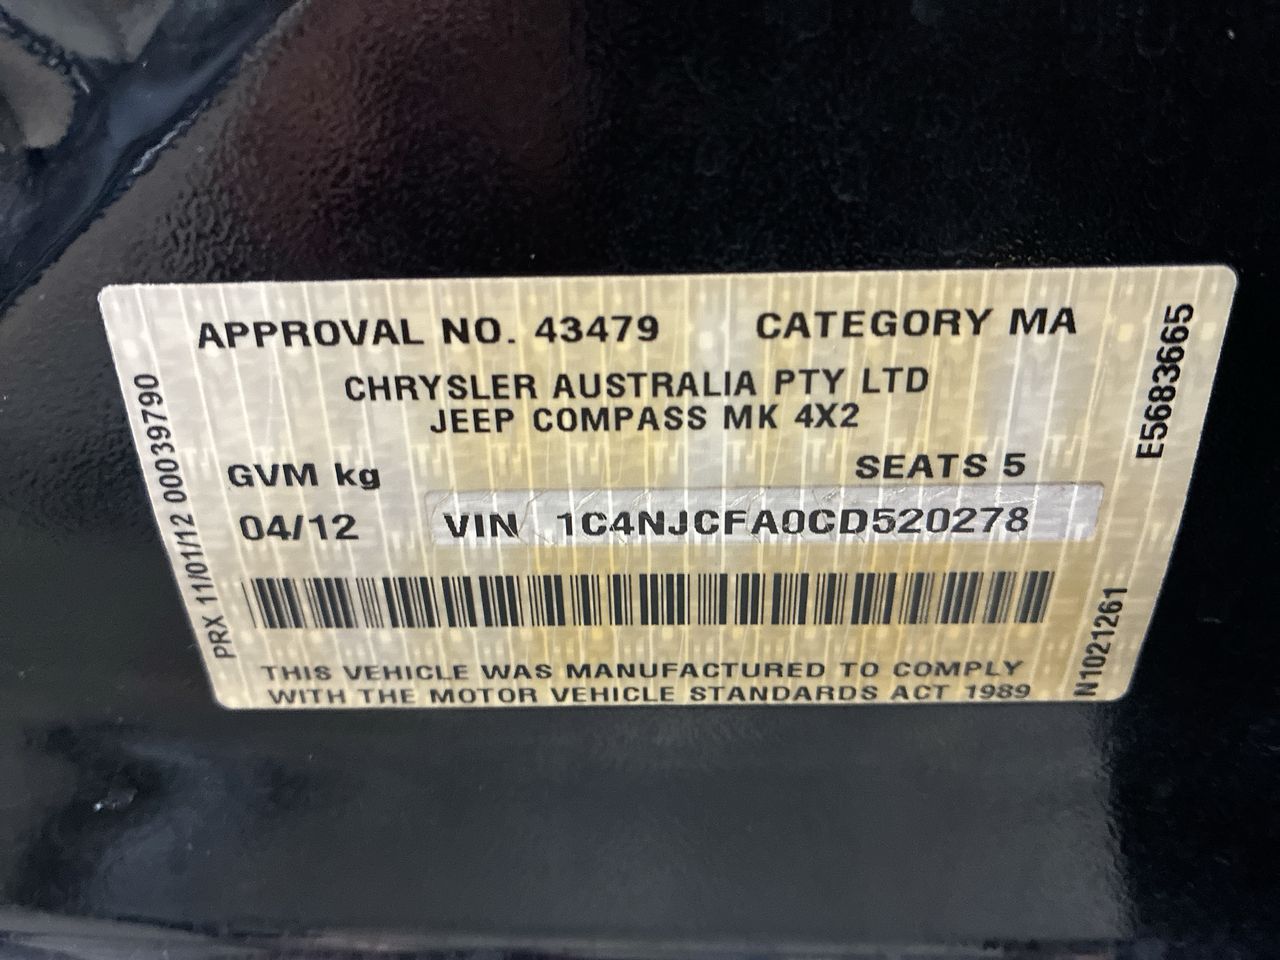 APPROVAL NO. 43479 CATEGORY MA
CHRYSLER AUSTRALIA PTY LTD
JEEP COMPASS MK 4X2
GVM kg SEATS 5
04/12 VIN 1C4NJCFA0CD520278
THIS VEHICLE WAS MANUFACTURED TO COMPLY
WITH THE MOTOR VEHICLE STANDARDS ACT 1989
PRX 11/01/12 00039790
E5683665
N1021261